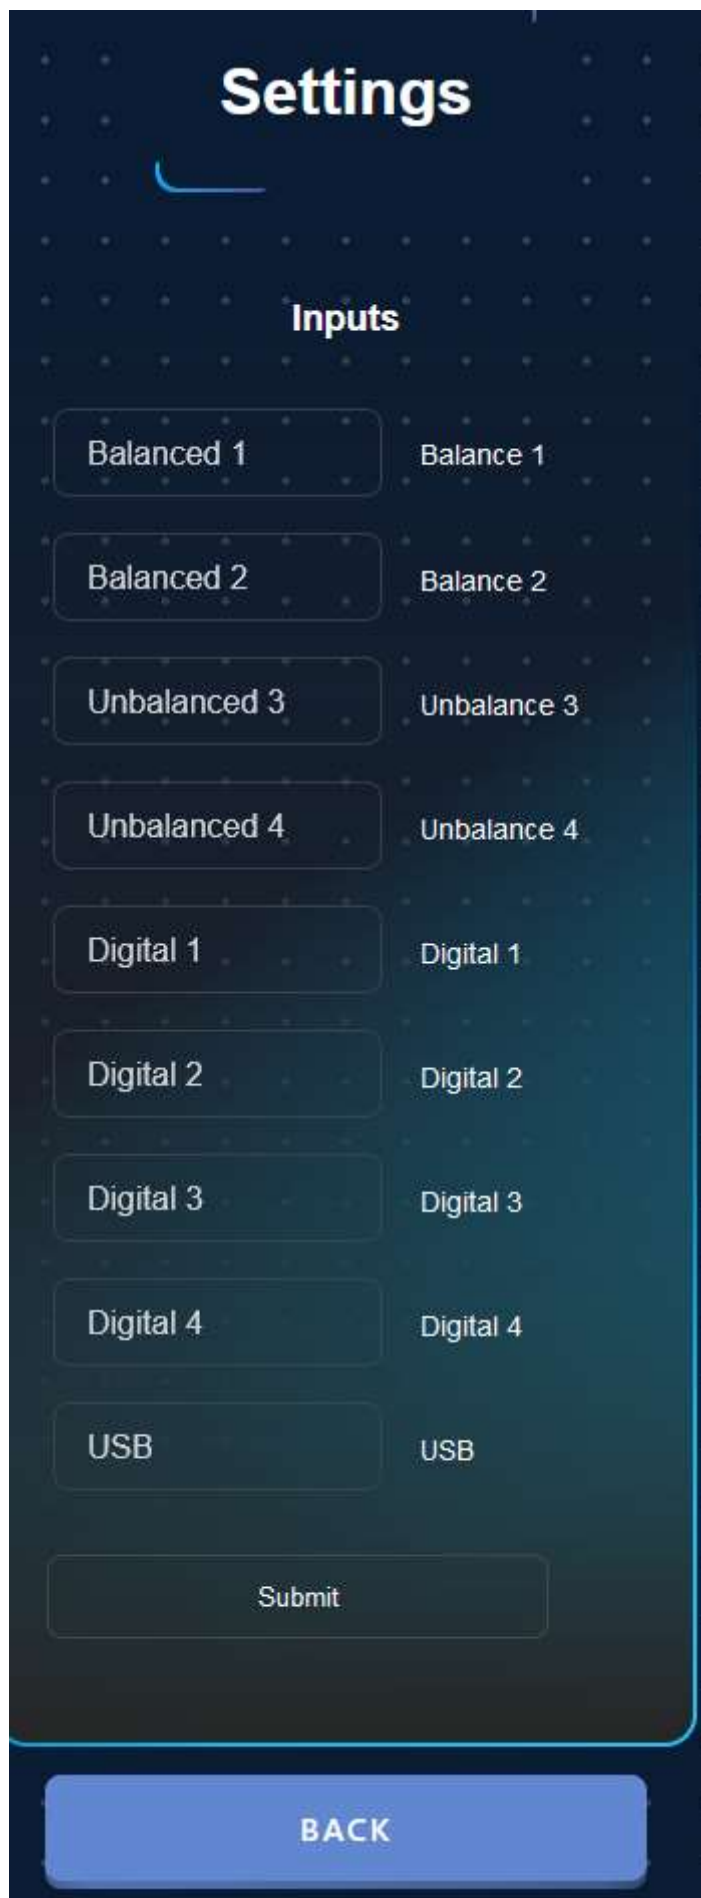 Settings
Inputs
Balanced 1 Balance 1
Balanced 2 Balance 2
Unbalanced 3 Unbalance 3
Unbalanced 4 Unbalance 4
Digital 1 Digital 1
Digital 2 Digital 2
Digital 3 Digital 3
Digital 4 Digital 4
USB USB
Submit
BACK